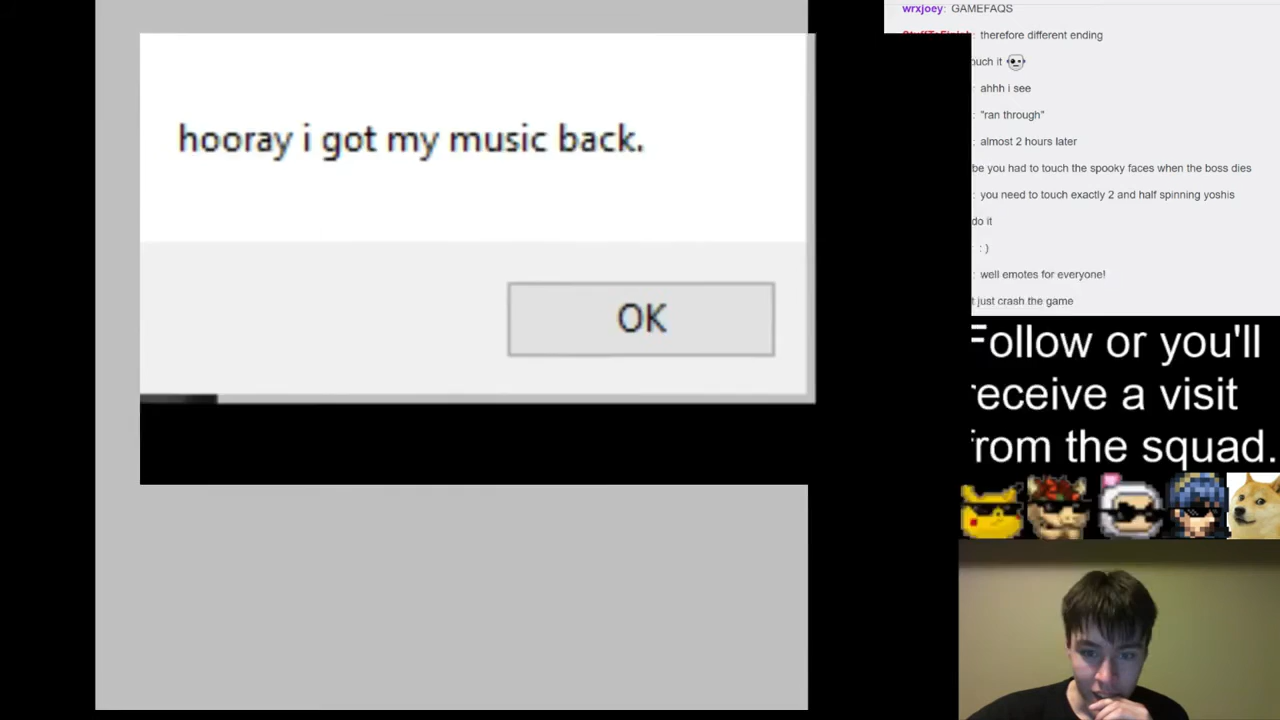 hooray i got my music back.
OK
wrxjoey: GAMEFAQS
: therefore different ending
ouch it
: ahhh i see
: "ran through"
: almost 2 hours later
be you had to touch the spooky faces when the boss dies
: you need to touch exactly 2 and half spinning yoshis
do it
: : )
: well emotes for everyone!
t just crash the game
Follow or you'll
receive a visit
from the squad.